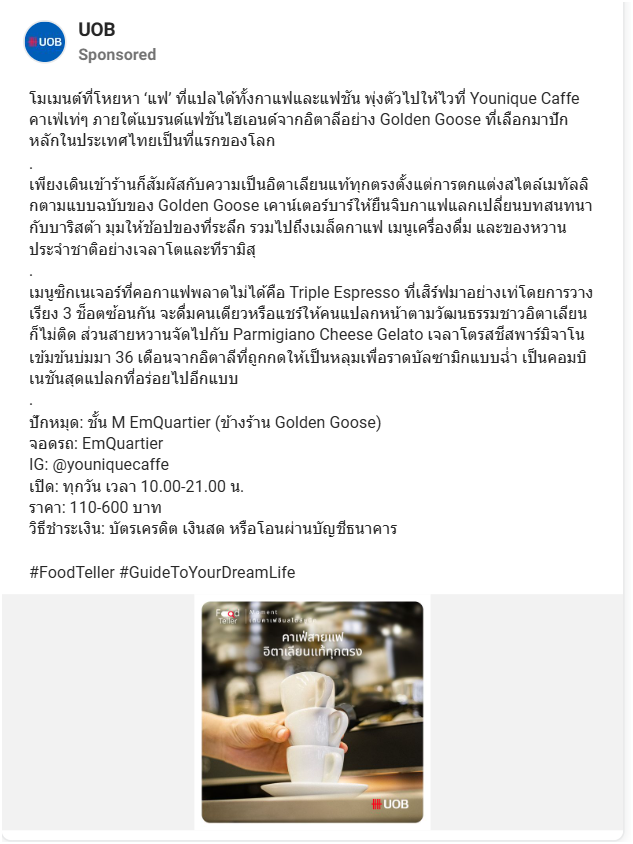 UOB
Sponsored
UOB
โมเมนต์ที่โหยหา ‘แฟ’ ที่แปลได้ทั้งกาแฟและแฟชัน พุ่งตัวไปให้ไวที่ Younique Caffe
คาเฟ่เท่ๆ ภายใต้แบรนด์แฟชั่นไฮเอนด์จากอิตาลีอย่าง Golden Goose ที่เลือกมาปัก
หลักในประเทศไทยเป็นที่แรกของโลก
.
เพียงเดินเข้าร้านก็สัมผัสกับความเป็นอิตาเลียนแท้ทุกตรงตั้งแต่การตกแต่งสไตล์เมทัลลิ
กตามแบบฉบับของ Golden Goose เคาน์เตอร์บาร์ให้ยืนจิบกาแฟแลกเปลี่ยนบทสนทนา
กับบาริสต้า มุมให้ช้อปของที่ระลึก รวมไปถึงเมล็ดกาแฟ เมนูเครื่องดื่ม และของหวาน
ประจำชาติอย่างเจลาโตและทีรามิสุ
.
เมนูซิกเนเจอร์ที่คอกาแฟพลาดไม่ได้คือ Triple Espresso ที่เสิร์ฟมาอย่างเท่โดยการวาง
เรียง 3 ช็อตซ้อนกัน จะดื่มคนเดียวหรือแชร์ให้คนแปลกหน้าตามวัฒนธรรมชาวอิตาเลียน
ก็ไม่ติด ส่วนสายหวานจัดไปกับ Parmigiano Cheese Gelato เจลาโตรสชีสพาร์มิจาโน
เข้มข้นบ่มมา 36 เดือนจากอิตาลีที่ถูกกดให้เป็นหลุมเพื่อราดบัลซามิกแบบฉ่ำ เป็นคอมบิ
เนชันสุดแปลกที่อร่อยไปอีกแบบ
.
ปักหมุด: ชั้น M EmQuartier (ข้างร้าน Golden Goose)
จอดรถ: EmQuartier
IG: @youniquecaffe
เปิด: ทุกวัน เวลา 10.00-21.00 น.
ราคา: 110-600 บาท
วิธีชำระเงิน: บัตรเครดิต เงินสด หรือโอนผ่านบัญชีธนาคาร
#FoodTeller #GuideToYourDreamLife
Food
Teller
Moment
คาเฟ่สายแฟ
อิตาเลียนแท้ทุกตรง
UOB